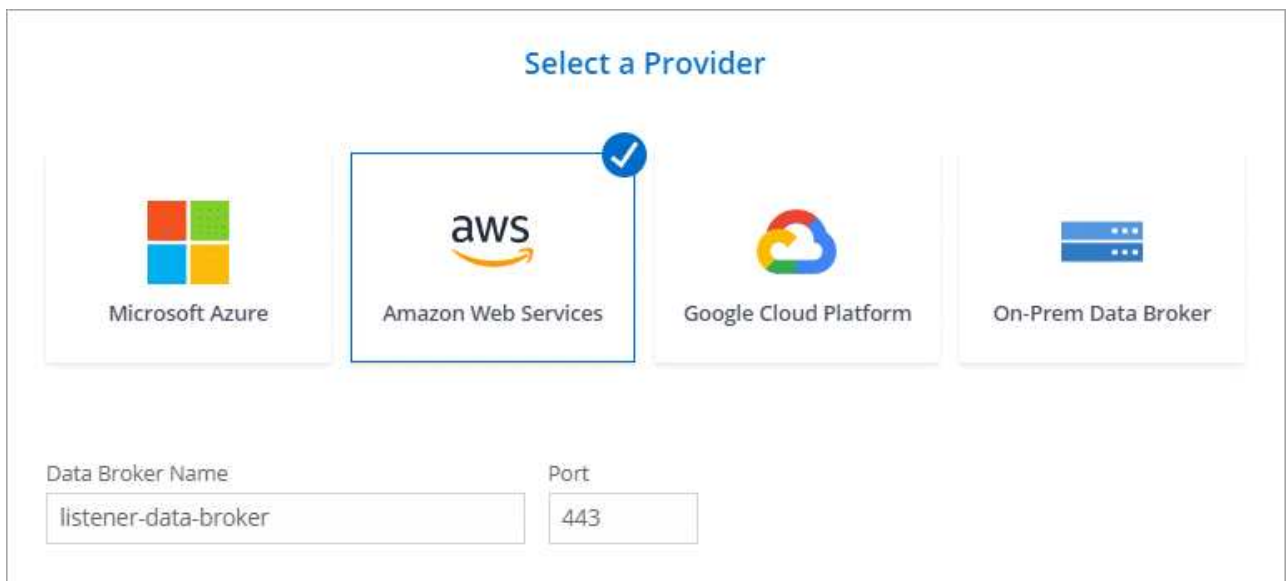 Select a Provider
aws
Microsoft Azure
Amazon Web Services
Google Cloud Platform
On-Prem Data Broker
Data Broker Name
Port
listener-data-broker
443